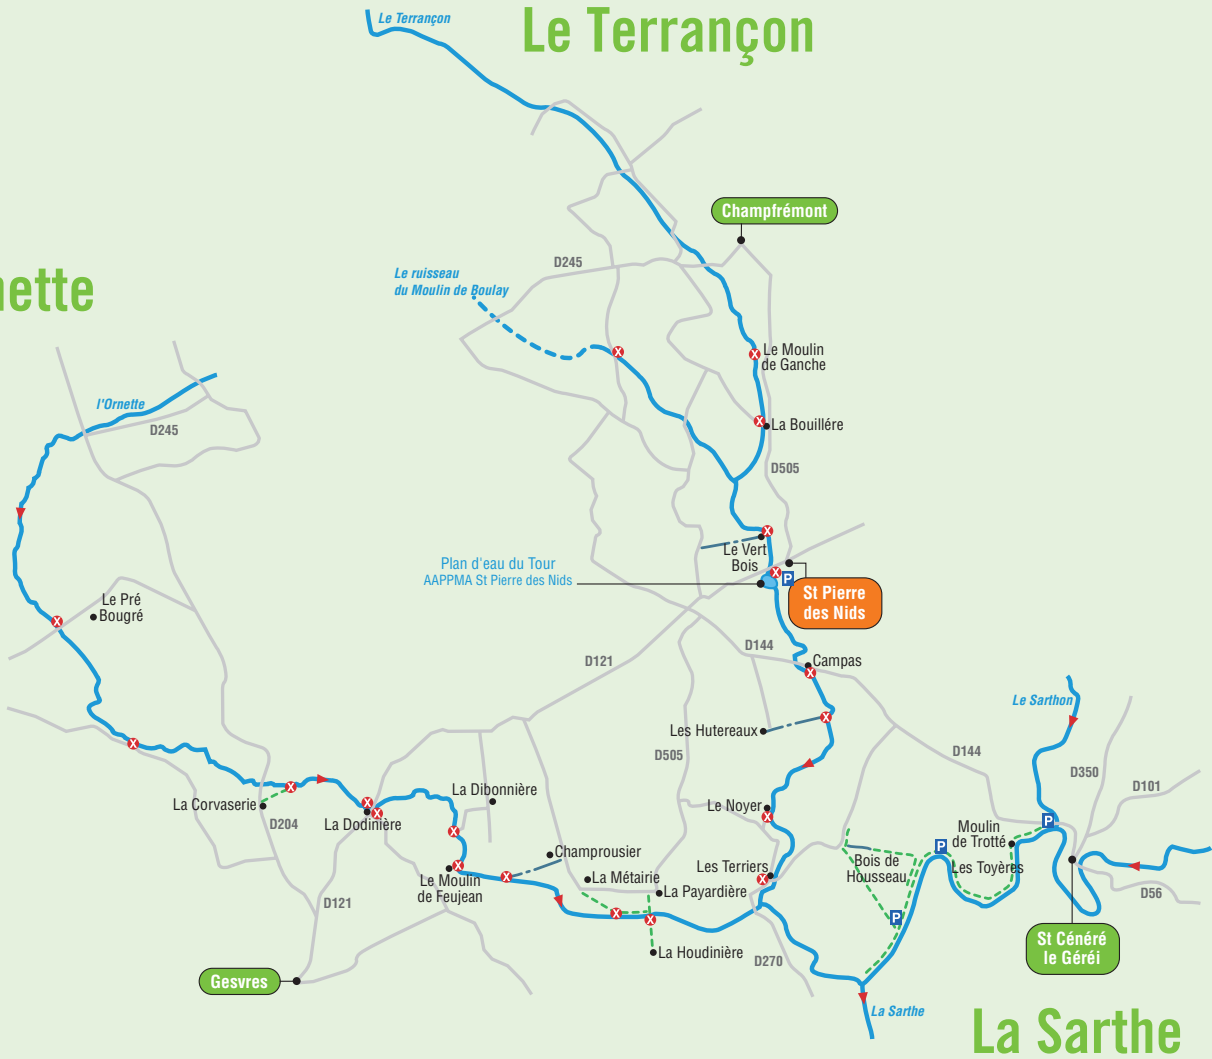 Le Terrançon
Le Terrançon
Champfrémont
D245
Le ruisseau
du Moulin de Boulay
nette
Le Moulin
de Ganche
l'Ornette
D245
La Bouillére
D505
Le Vert
Bois
Plan d'eau du Tour
AAPPMA St Pierre des Nids
P
St Pierre
des Nids
Le Pré
Bougré
D144
D121
Campas
Le Sarthon
Les Hutereaux
D505
D144
D350
D101
La Dibonnière
La Corvaserie
D204
La Dodinière
Le Noyer
P
Moulin
de Trotté
P
Champrousier
Bois de
Housseau
Les Toyères
Les Terriers
La Métairie
Le Moulin
de Feujean
La Payardière
D56
D121
P
St Cénéré
le Géréi
La Houdinière
D270
Gesvres
La Sarthe
La Sarthe